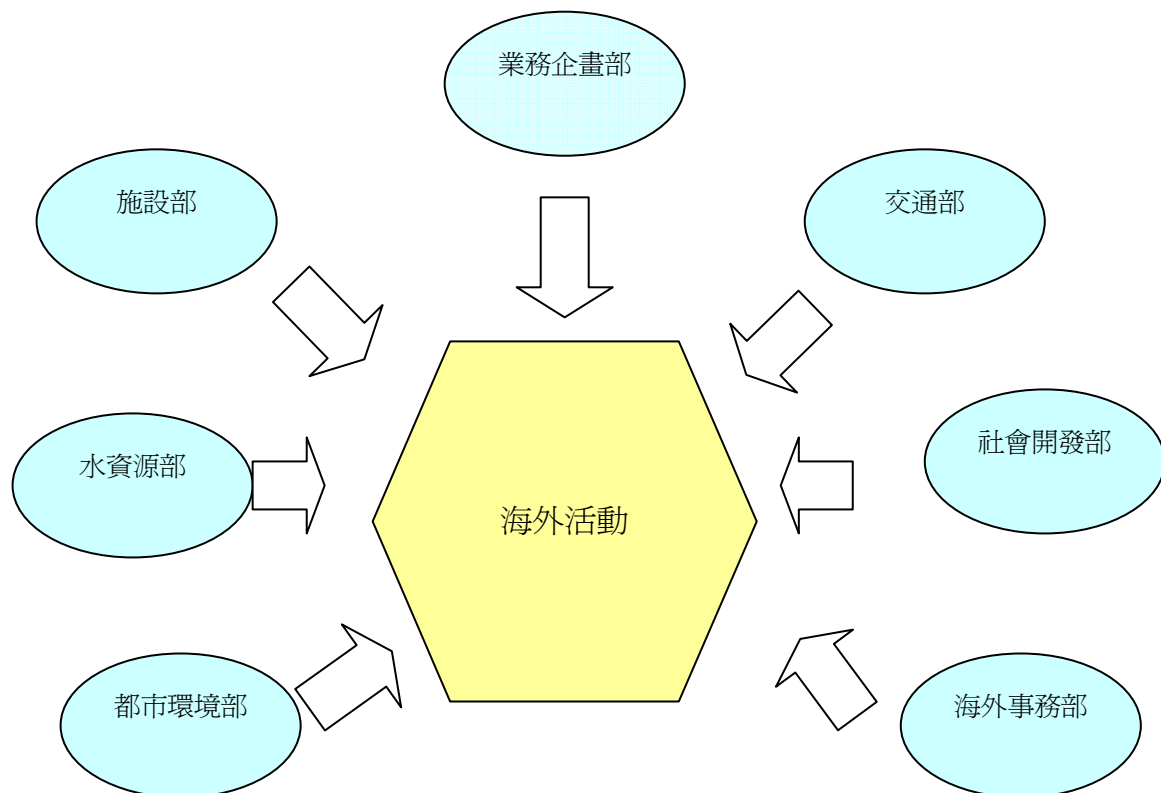 業務企畫部
施設部
交通部
水資源部
社會開發部
海外活動
都市環境部
海外事務部